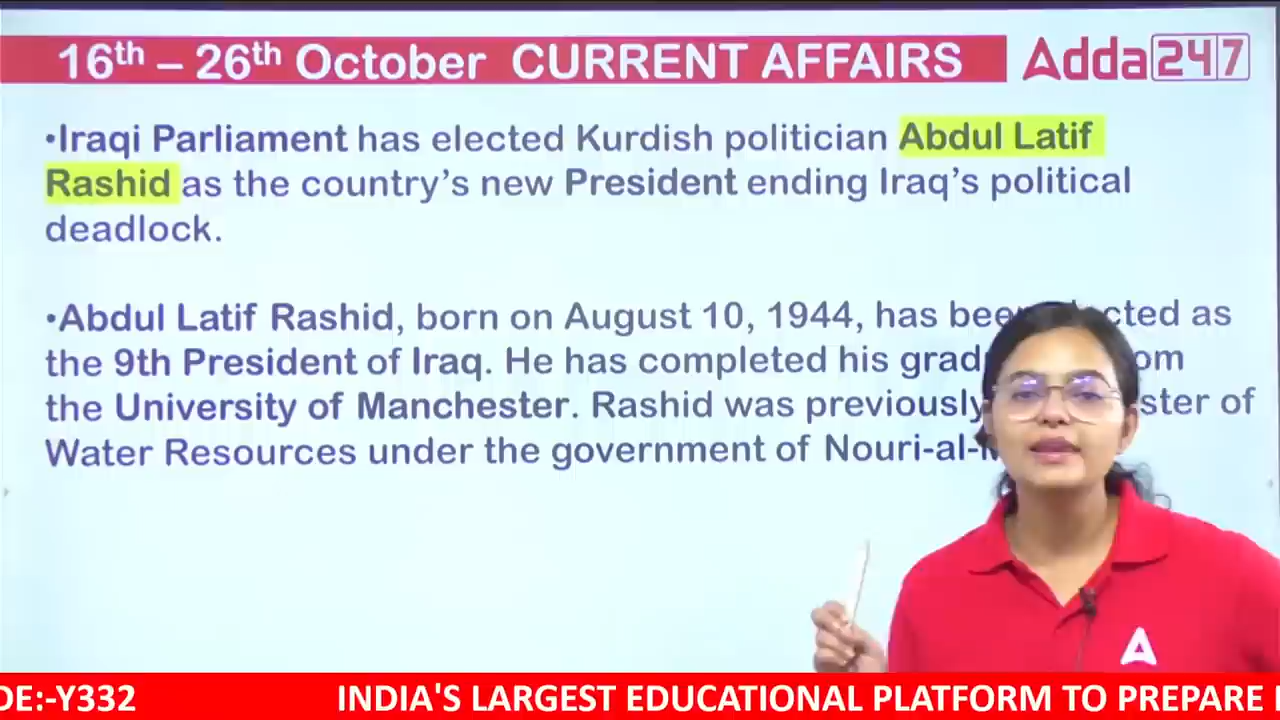 16th – 26th October CURRENT AFFAIRS
Adda247
•Iraqi Parliament has elected Kurdish politician Abdul Latif
Rashid as the country's new President ending Iraq's political
deadlock.
•Abdul Latif Rashid, born on August 10, 1944, has been as
the 9th President of Iraq. He has completed his
the University of Manchester. Rashid was previously of
Water Resources under the government of Nouri-al-
DE:-Y332 INDIA'S LARGEST EDUCATIONAL PLATFORM TO PREPARE